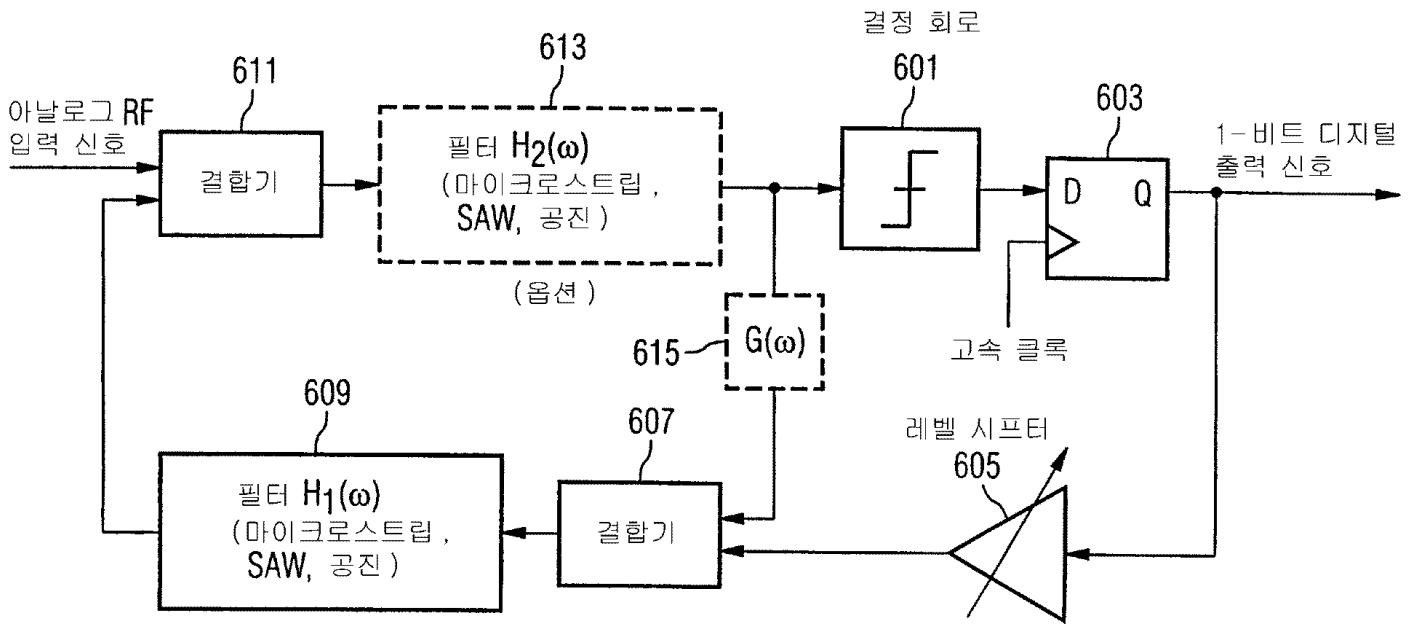 결정 회로
601
613
611
603
아날로그 RF
입력 신호
결합기
필터 H2(ω)
(마이크로스트립,
SAW, 공진)
(옵션)
D Q
1-비트 디지털
출력 신호
고속 클록
615
G(ω)
609
607
레벨 시프터
605
필터 H1(ω)
(마이크로스트립,
SAW, 공진)
결합기